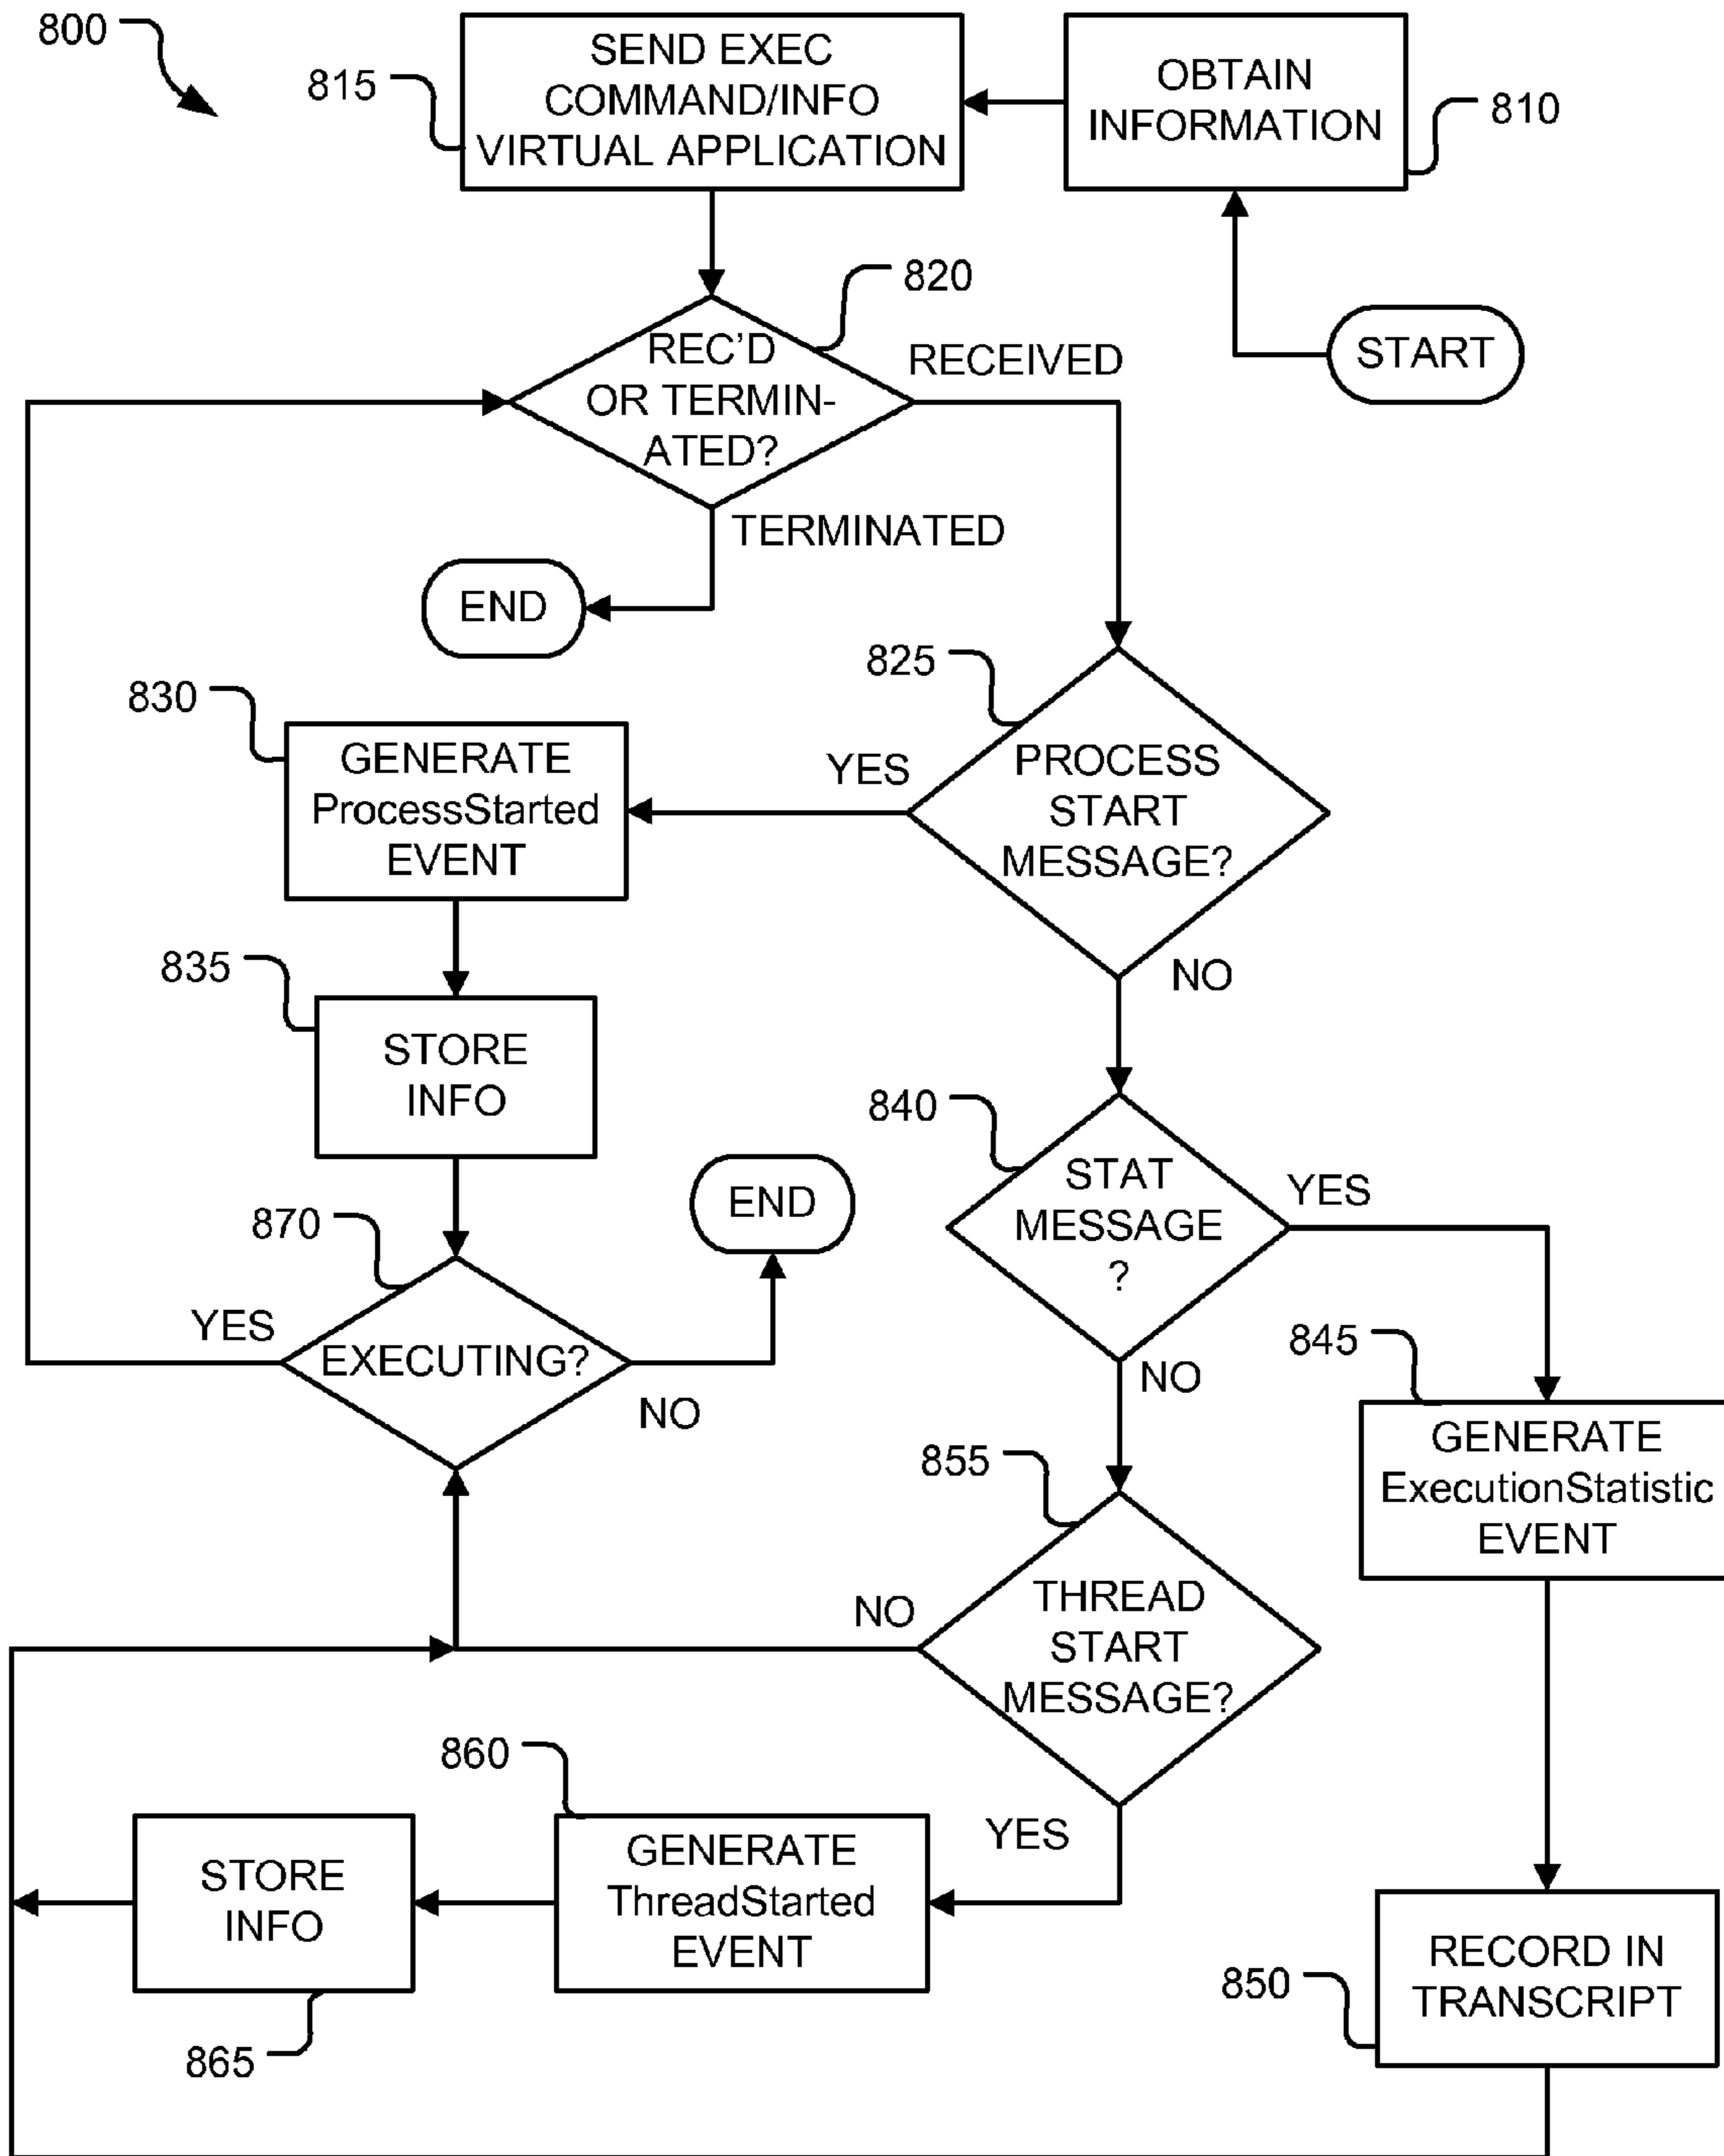 800
815
SEND EXEC
COMMAND/INFO
VIRTUAL APPLICATION
OBTAIN
INFORMATION
810
START
820
REC'D
OR TERMIN-
ATED?
RECEIVED
TERMINATED
END
825
PROCESS
START
MESSAGE?
YES
NO
830
GENERATE
ProcessStarted
EVENT
835
STORE
INFO
840
STAT
MESSAGE
?
YES
NO
870
EXECUTING?
YES
NO
END
845
GENERATE
ExecutionStatistic
EVENT
855
THREAD
START
MESSAGE?
NO
YES
860
GENERATE
ThreadStarted
EVENT
STORE
INFO
865
850
RECORD IN
TRANSCRIPT